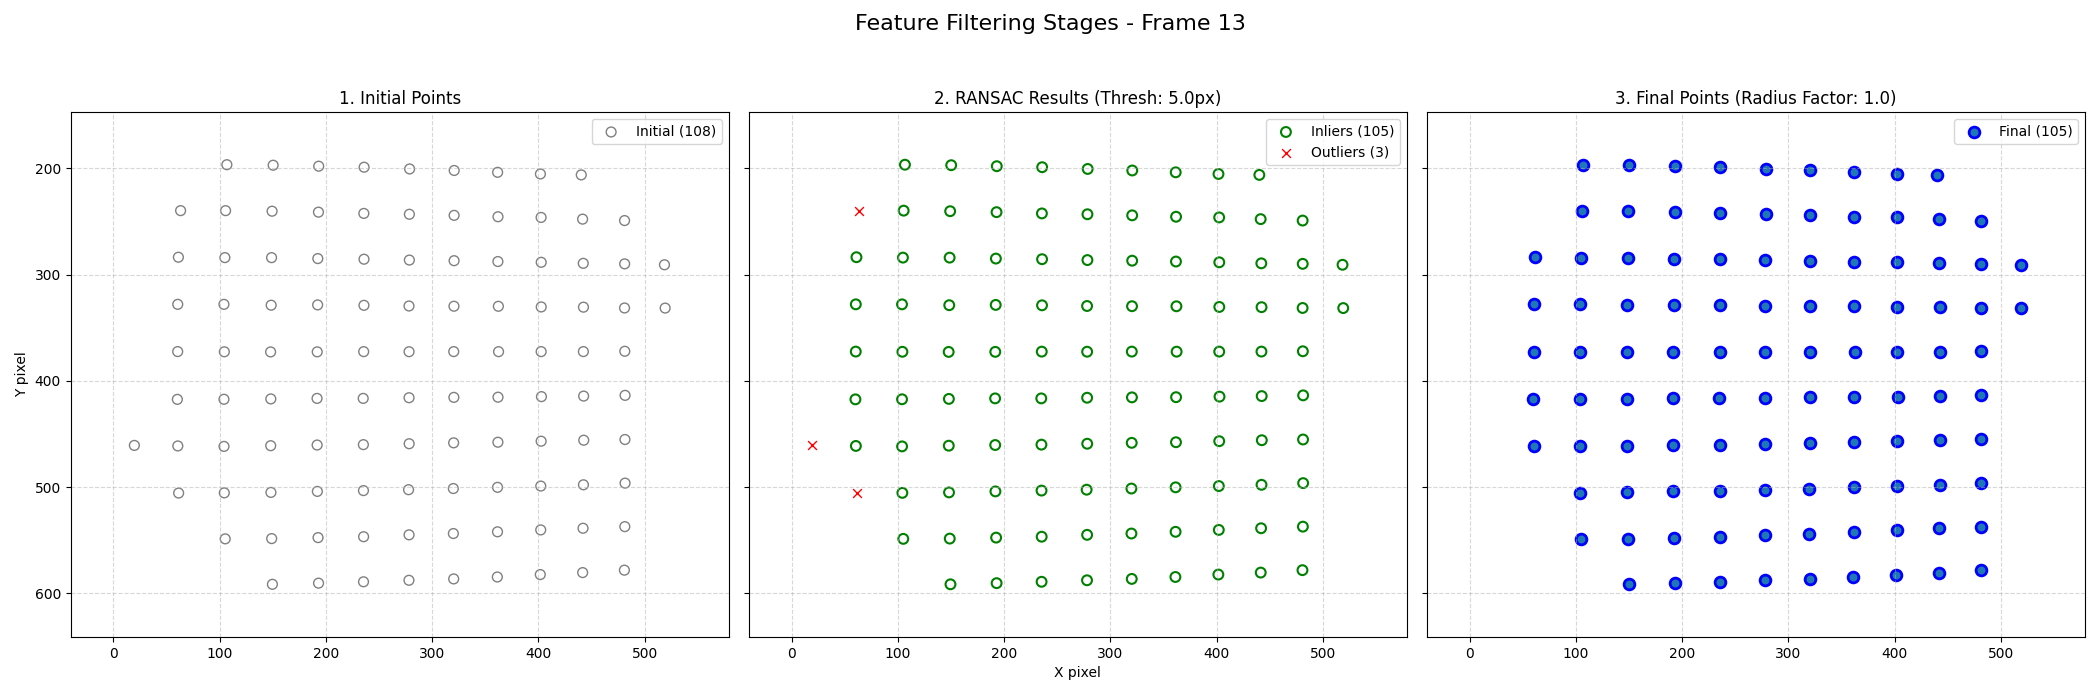 Feature Filtering Stages - Frame 13
1. Initial Points
Initial (108)
200
300
400
500
600
Y pixel
0 100 200 300 400 500
2. RANSAC Results (Thresh: 5.0px)
Inliers (105)
Outliers (3)
0 100 200 300 400 500
X pixel
3. Final Points (Radius Factor: 1.0)
Final (105)
0 100 200 300 400 500